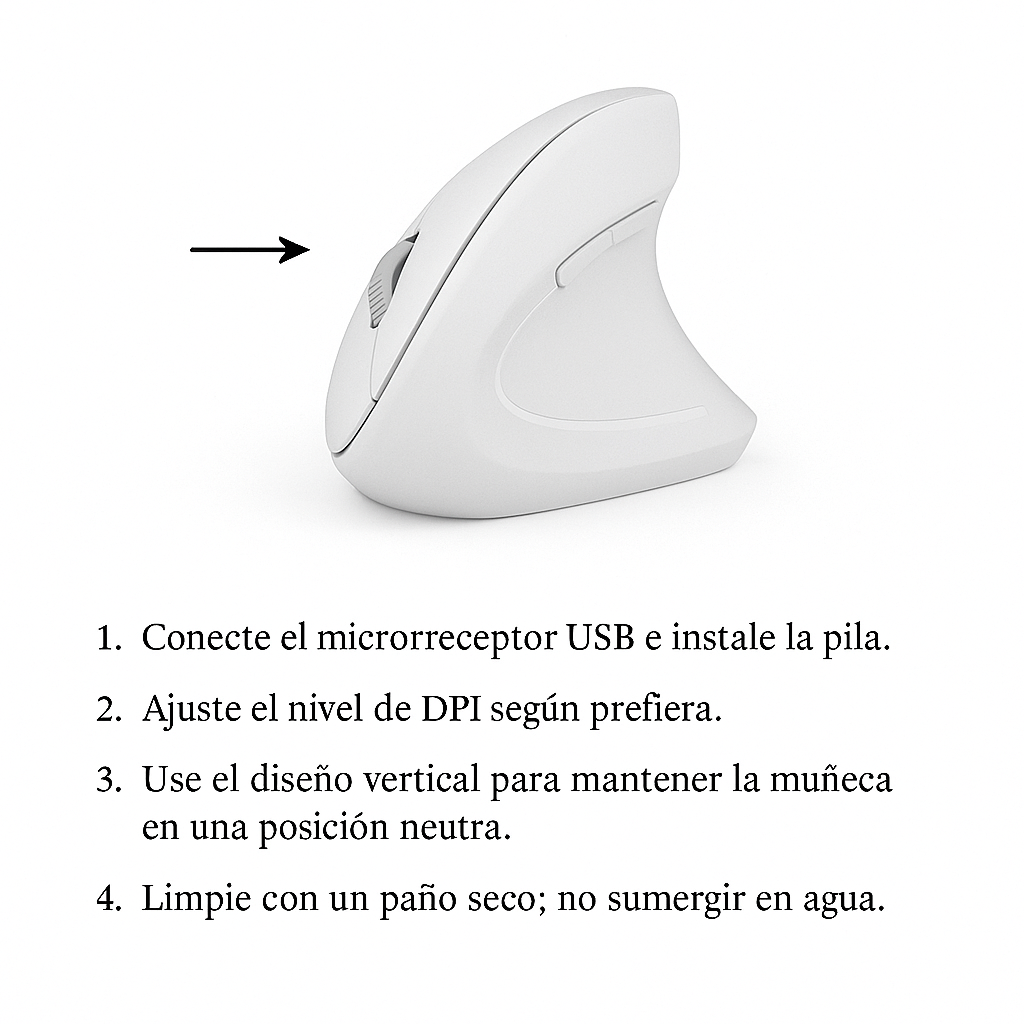 1. Conecte el microrreceptor USB e instale la pila.
2. Ajuste el nivel de DPI según prefiera.
3. Use el diseño vertical para mantener la muñeca
en una posición neutra.
4. Limpie con un paño seco; no sumergir en agua.